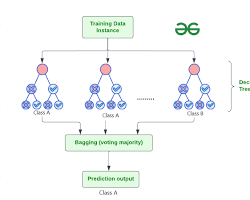 Training Data
Instance
Dec
Tree
.........
Class A
Class A
Class B
Bagging (voting majority)
Prediction output
Class A